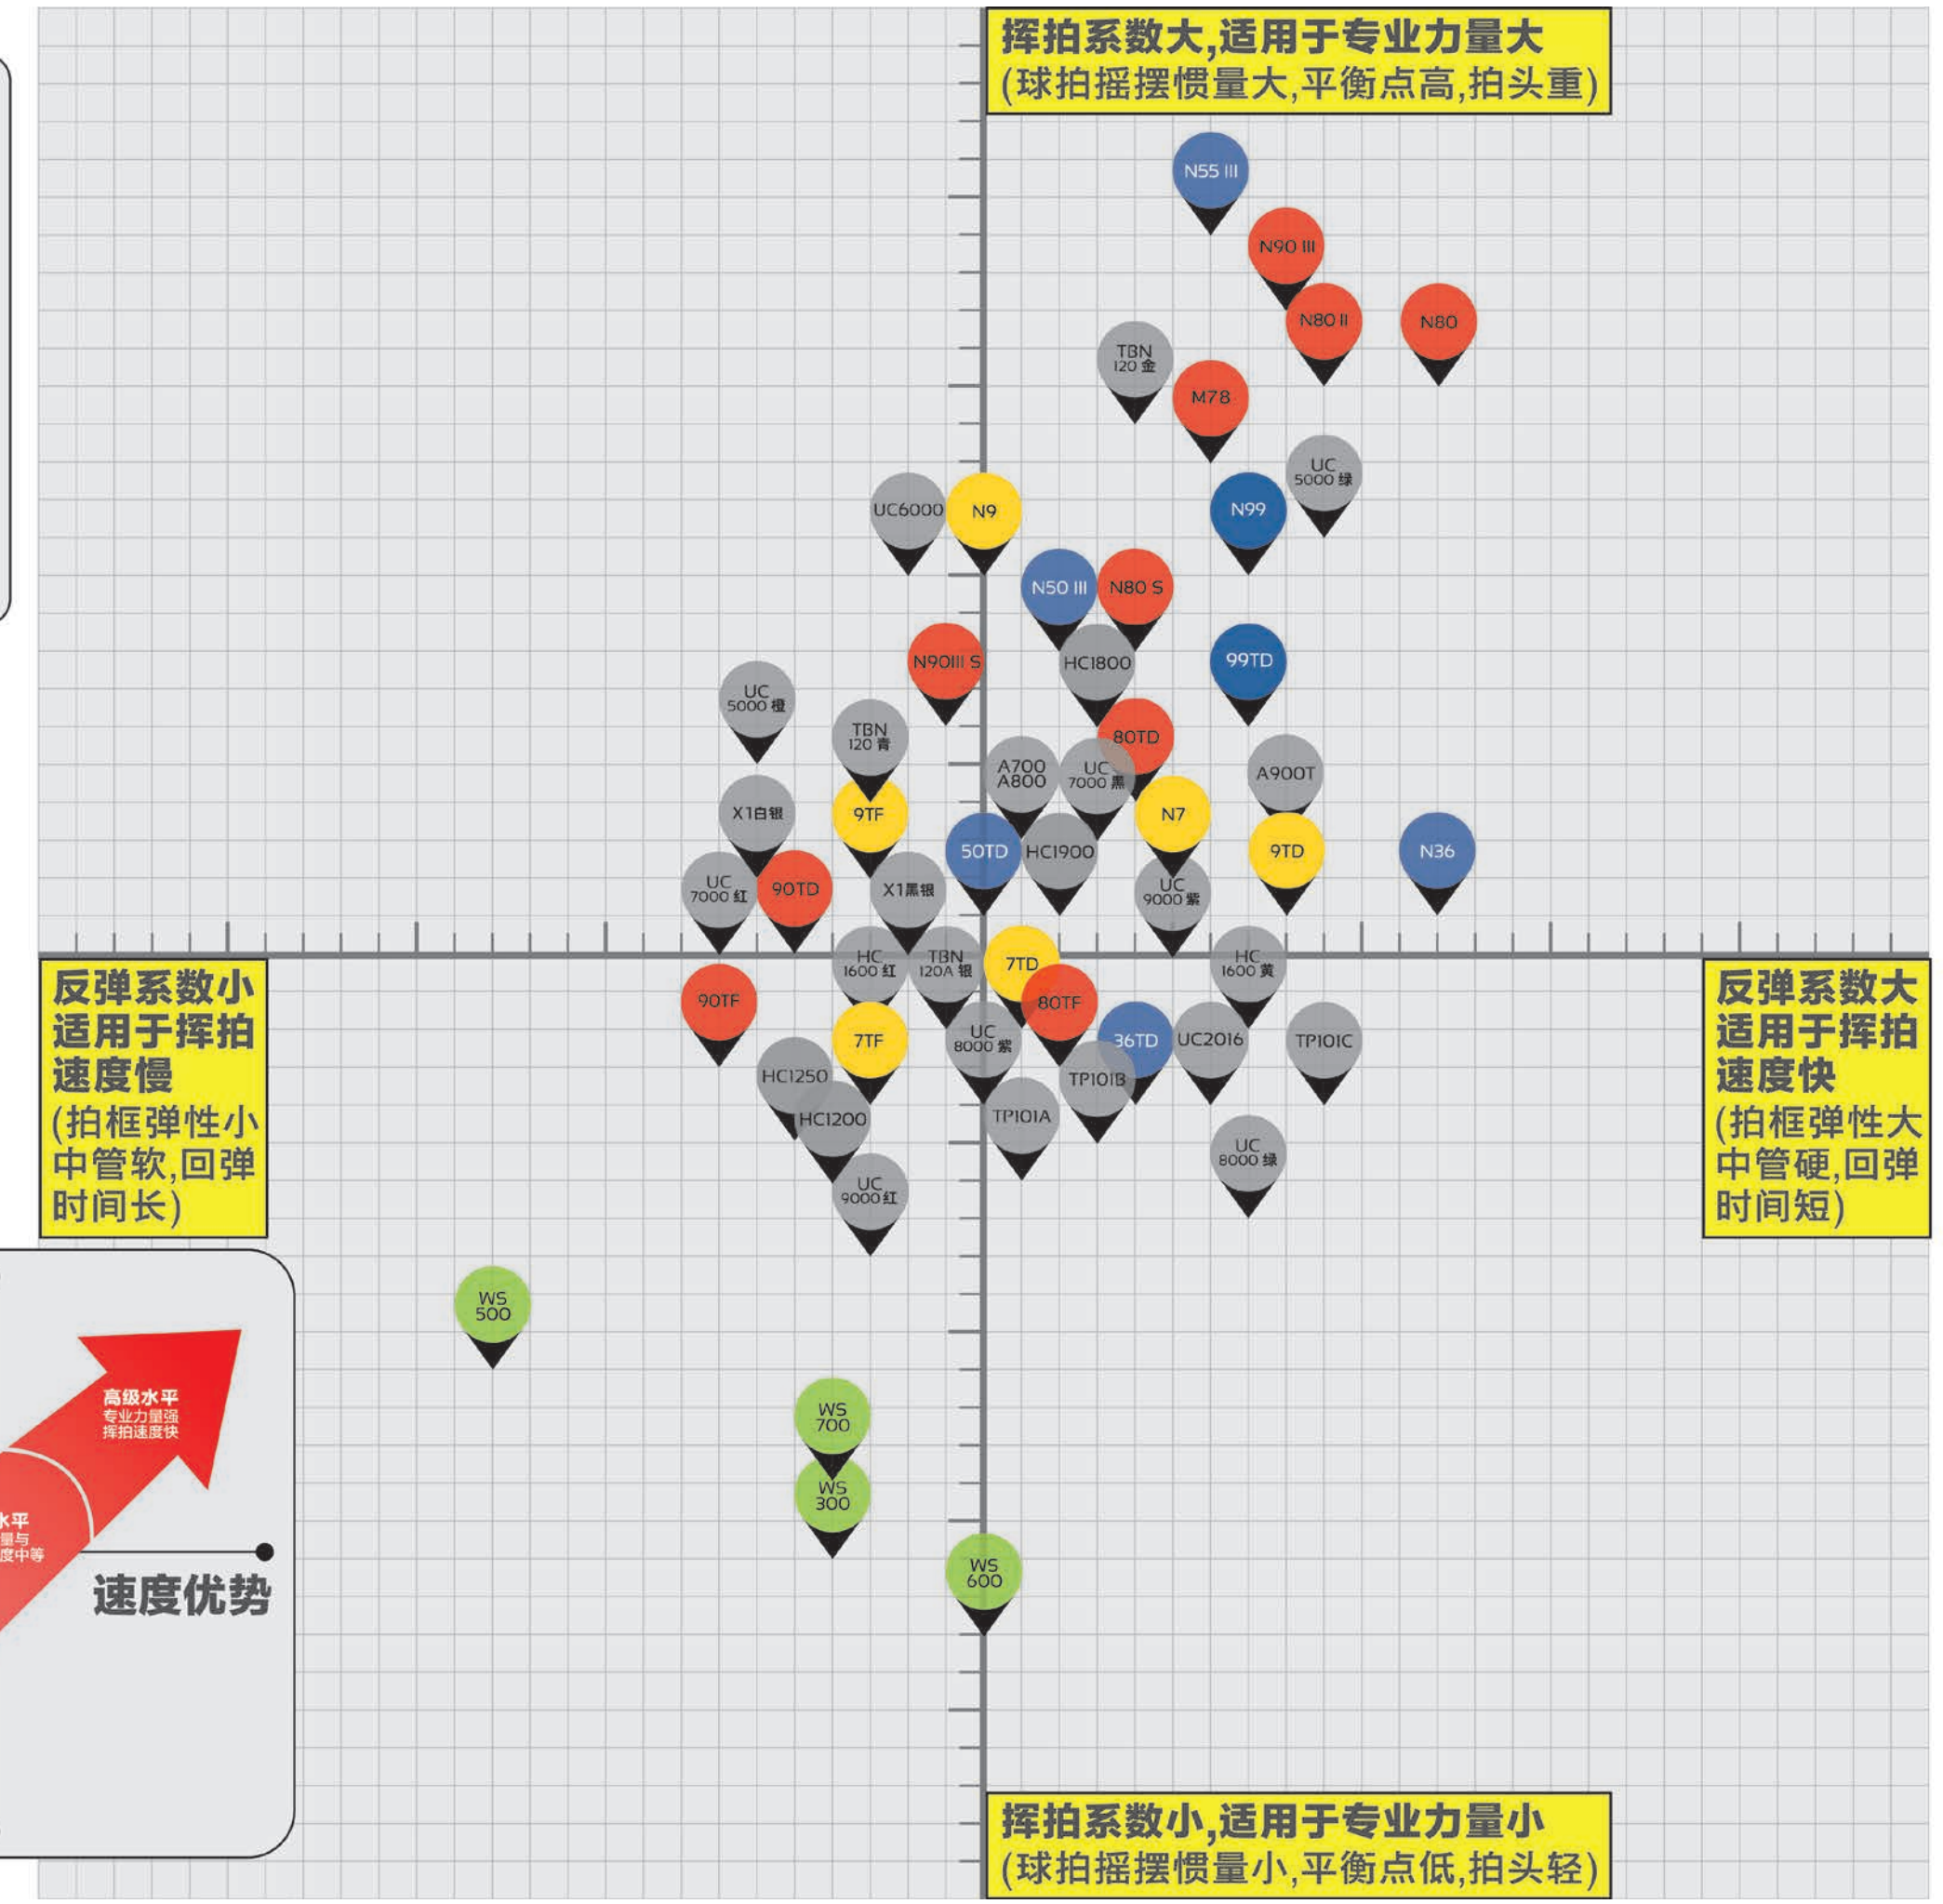 挥拍系数大,适用于专业力量大
(球拍摇摆惯量大,平衡点高,拍头重)
N55 III
N90 III
N80 II
N80
TBN
120 金
M78
UC
5000 绿
UC6000
N9
N99
N50 III
N80 S
N90III S
HC1800
99TD
UC
5000 橙
TBN
120 青
80TD
A700
A800
UC
7000 黑
A900T
X1白银
9TF
N7
50TD
HC1900
9TD
N36
UC
7000 红
90TD
X1黑银
UC
9000 紫
HC
1600 红
TBN
120A 银
7TD
HC
1600 黄
反弹系数小
适用于挥拍
速度慢
(拍框弹性小
中管软,回弹
时间长)
90TF
80TF
7TF
UC
8000 紫
36TD
UC2016
TP101C
HC1250
TP101B
HC1200
TP101A
UC
8000 绿
UC
9000 红
反弹系数大
适用于挥拍
速度快
(拍框弹性大
中管硬,回弹
时间短)
WS
500
WS
700
WS
300
WS
600
高级水平
专业力量强
挥拍速度快
水平
量与
度中等
速度优势
挥拍系数小,适用于专业力量小
(球拍摇摆惯量小,平衡点低,拍头轻)